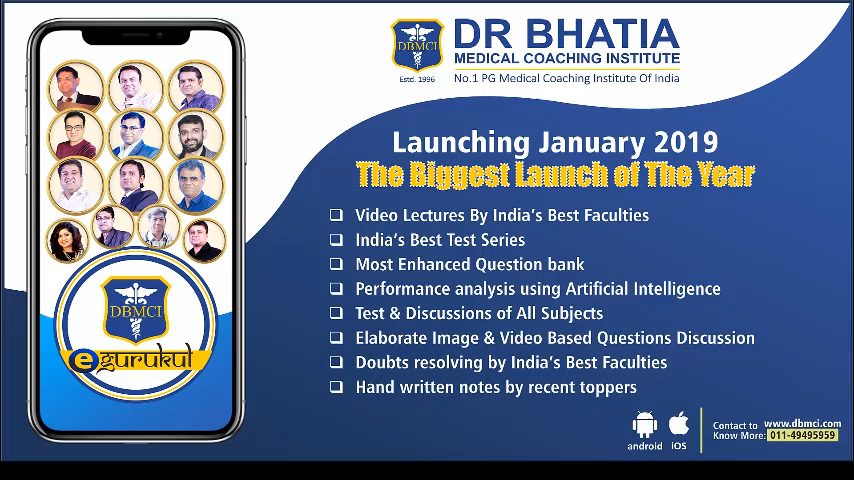 DBMCI
Estd. 1996
DR BHATIA
MEDICAL COACHING INSTITUTE
No.1 PG Medical Coaching Institute Of India
Launching January 2019
The Biggest Launch of The Year
Video Lectures By India's Best Faculties
India's Best Test Series
Most Enhanced Question bank
Performance analysis using Artificial Intelligence
Test & Discussions of All Subjects
Elaborate Image & Video Based Questions Discussion
Doubts resolving by India's Best Faculties
Hand written notes by recent toppers
DBMCI
egurukul
android
iOS
Contact to Know More:
www.dbmci.com
011-49495959